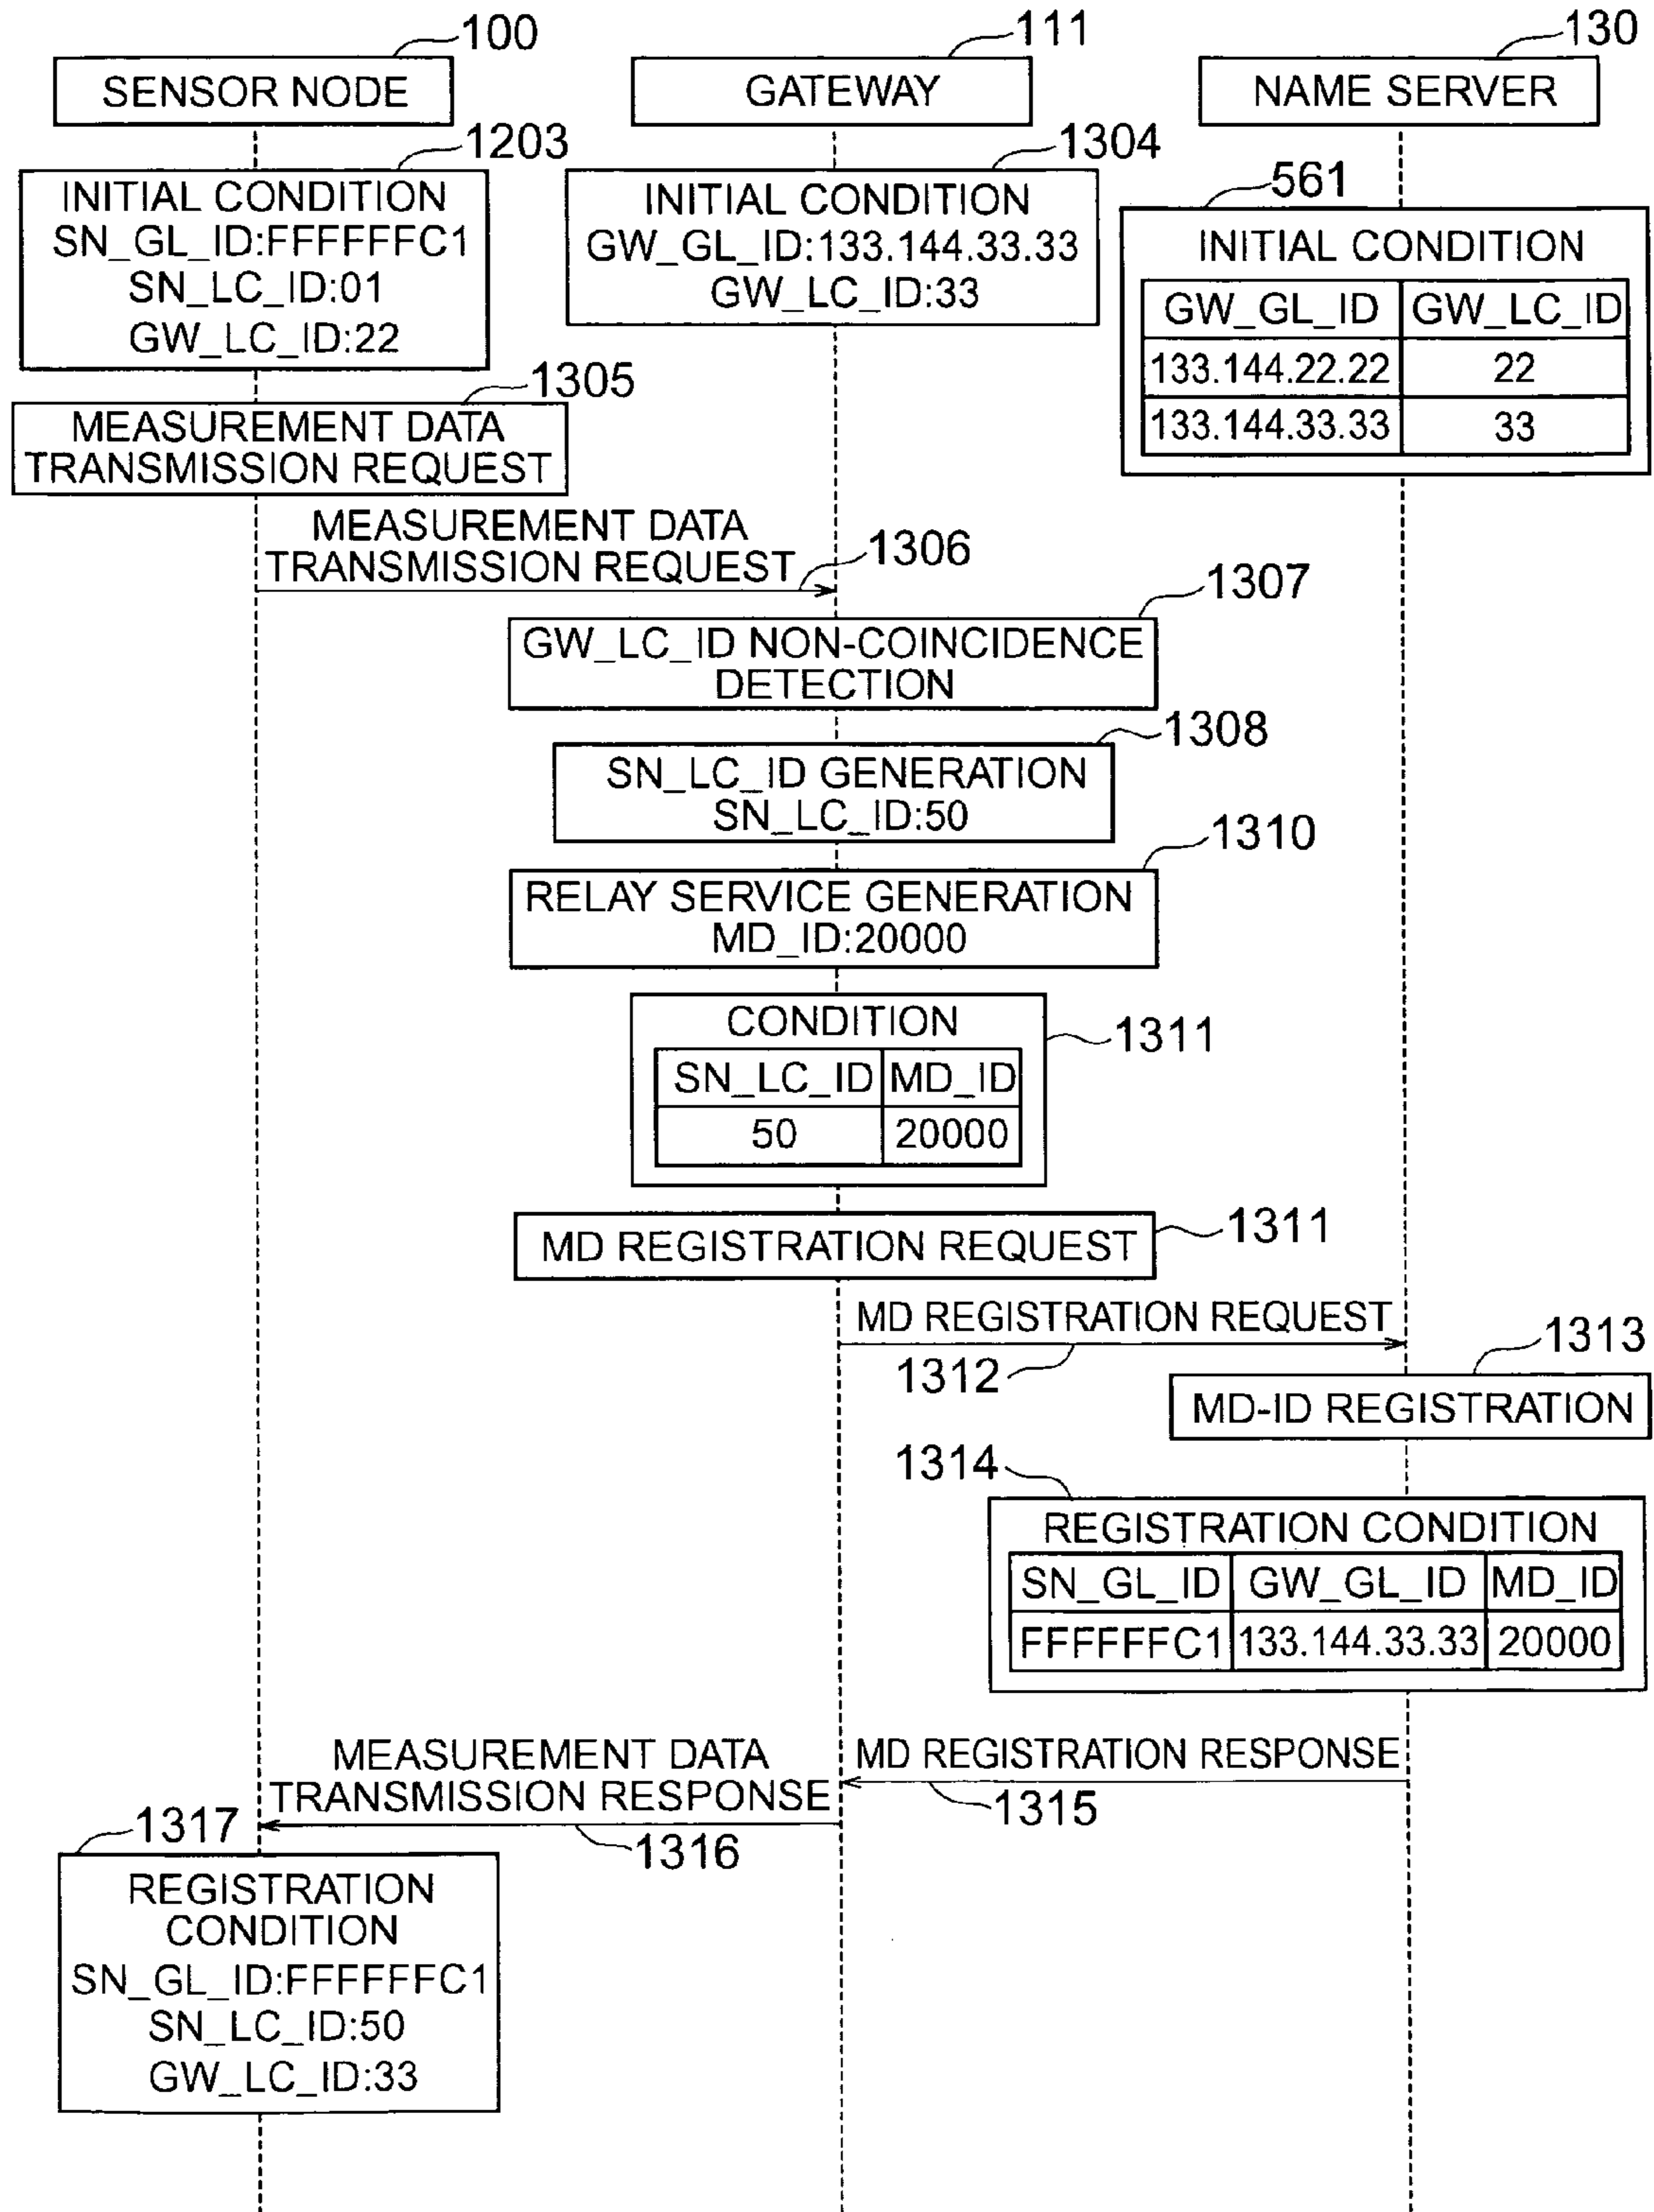 100
111
130
SENSOR NODE
GATEWAY
NAME SERVER
1203
INITIAL CONDITION
SN_GL_ID:FFFFFFC1
SN_LC_ID:01
GW_LC_ID:22
1304
INITIAL CONDITION
GW_GL_ID:133.144.33.33
GW_LC_ID:33
561
INITIAL CONDITION
GW_GL_ID GW_LC_ID
133.144.22.22 22
133.144.33.33 33
1305
MEASUREMENT DATA
TRANSMISSION REQUEST
MEASUREMENT DATA
TRANSMISSION REQUEST
1306
1307
GW_LC_ID NON-COINCIDENCE
DETECTION
1308
SN_LC_ID GENERATION
SN_LC_ID:50
1310
RELAY SERVICE GENERATION
MD_ID:20000
CONDITION
1311
SN_LC_ID MD_ID
50 20000
MD REGISTRATION REQUEST
1311
MD REGISTRATION REQUEST
1312
1313
MD-ID REGISTRATION
1314
REGISTRATION CONDITION
SN_GL_ID GW_GL_ID MD_ID
FFFFFFC1 133.144.33.33 20000
MD REGISTRATION RESPONSE
1315
MEASUREMENT DATA
TRANSMISSION RESPONSE
1316
1317
REGISTRATION
CONDITION
SN_GL_ID:FFFFFFC1
SN_LC_ID:50
GW_LC_ID:33